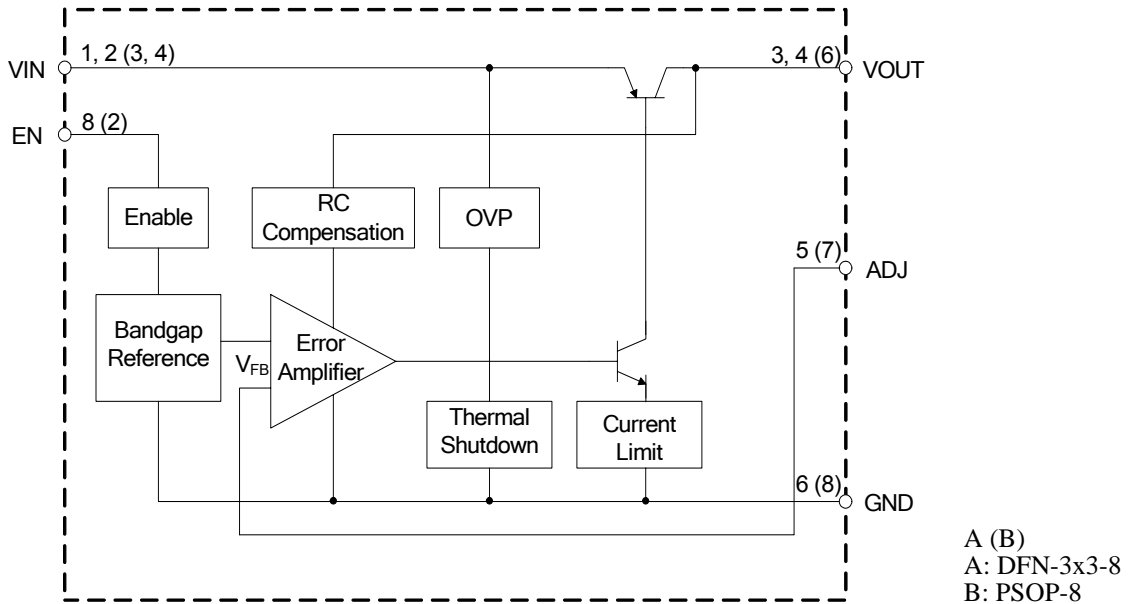 1, 2 (3, 4)
VIN
3, 4 (6)
VOUT
8 (2)
EN
Enable
RC
Compensation
OVP
5 (7)
ADJ
Bandgap
Reference
VFB
Error
Amplifier
Thermal
Shutdown
Current
Limit
6 (8)
GND
A (B)
A: DFN-3x3-8
B: PSOP-8